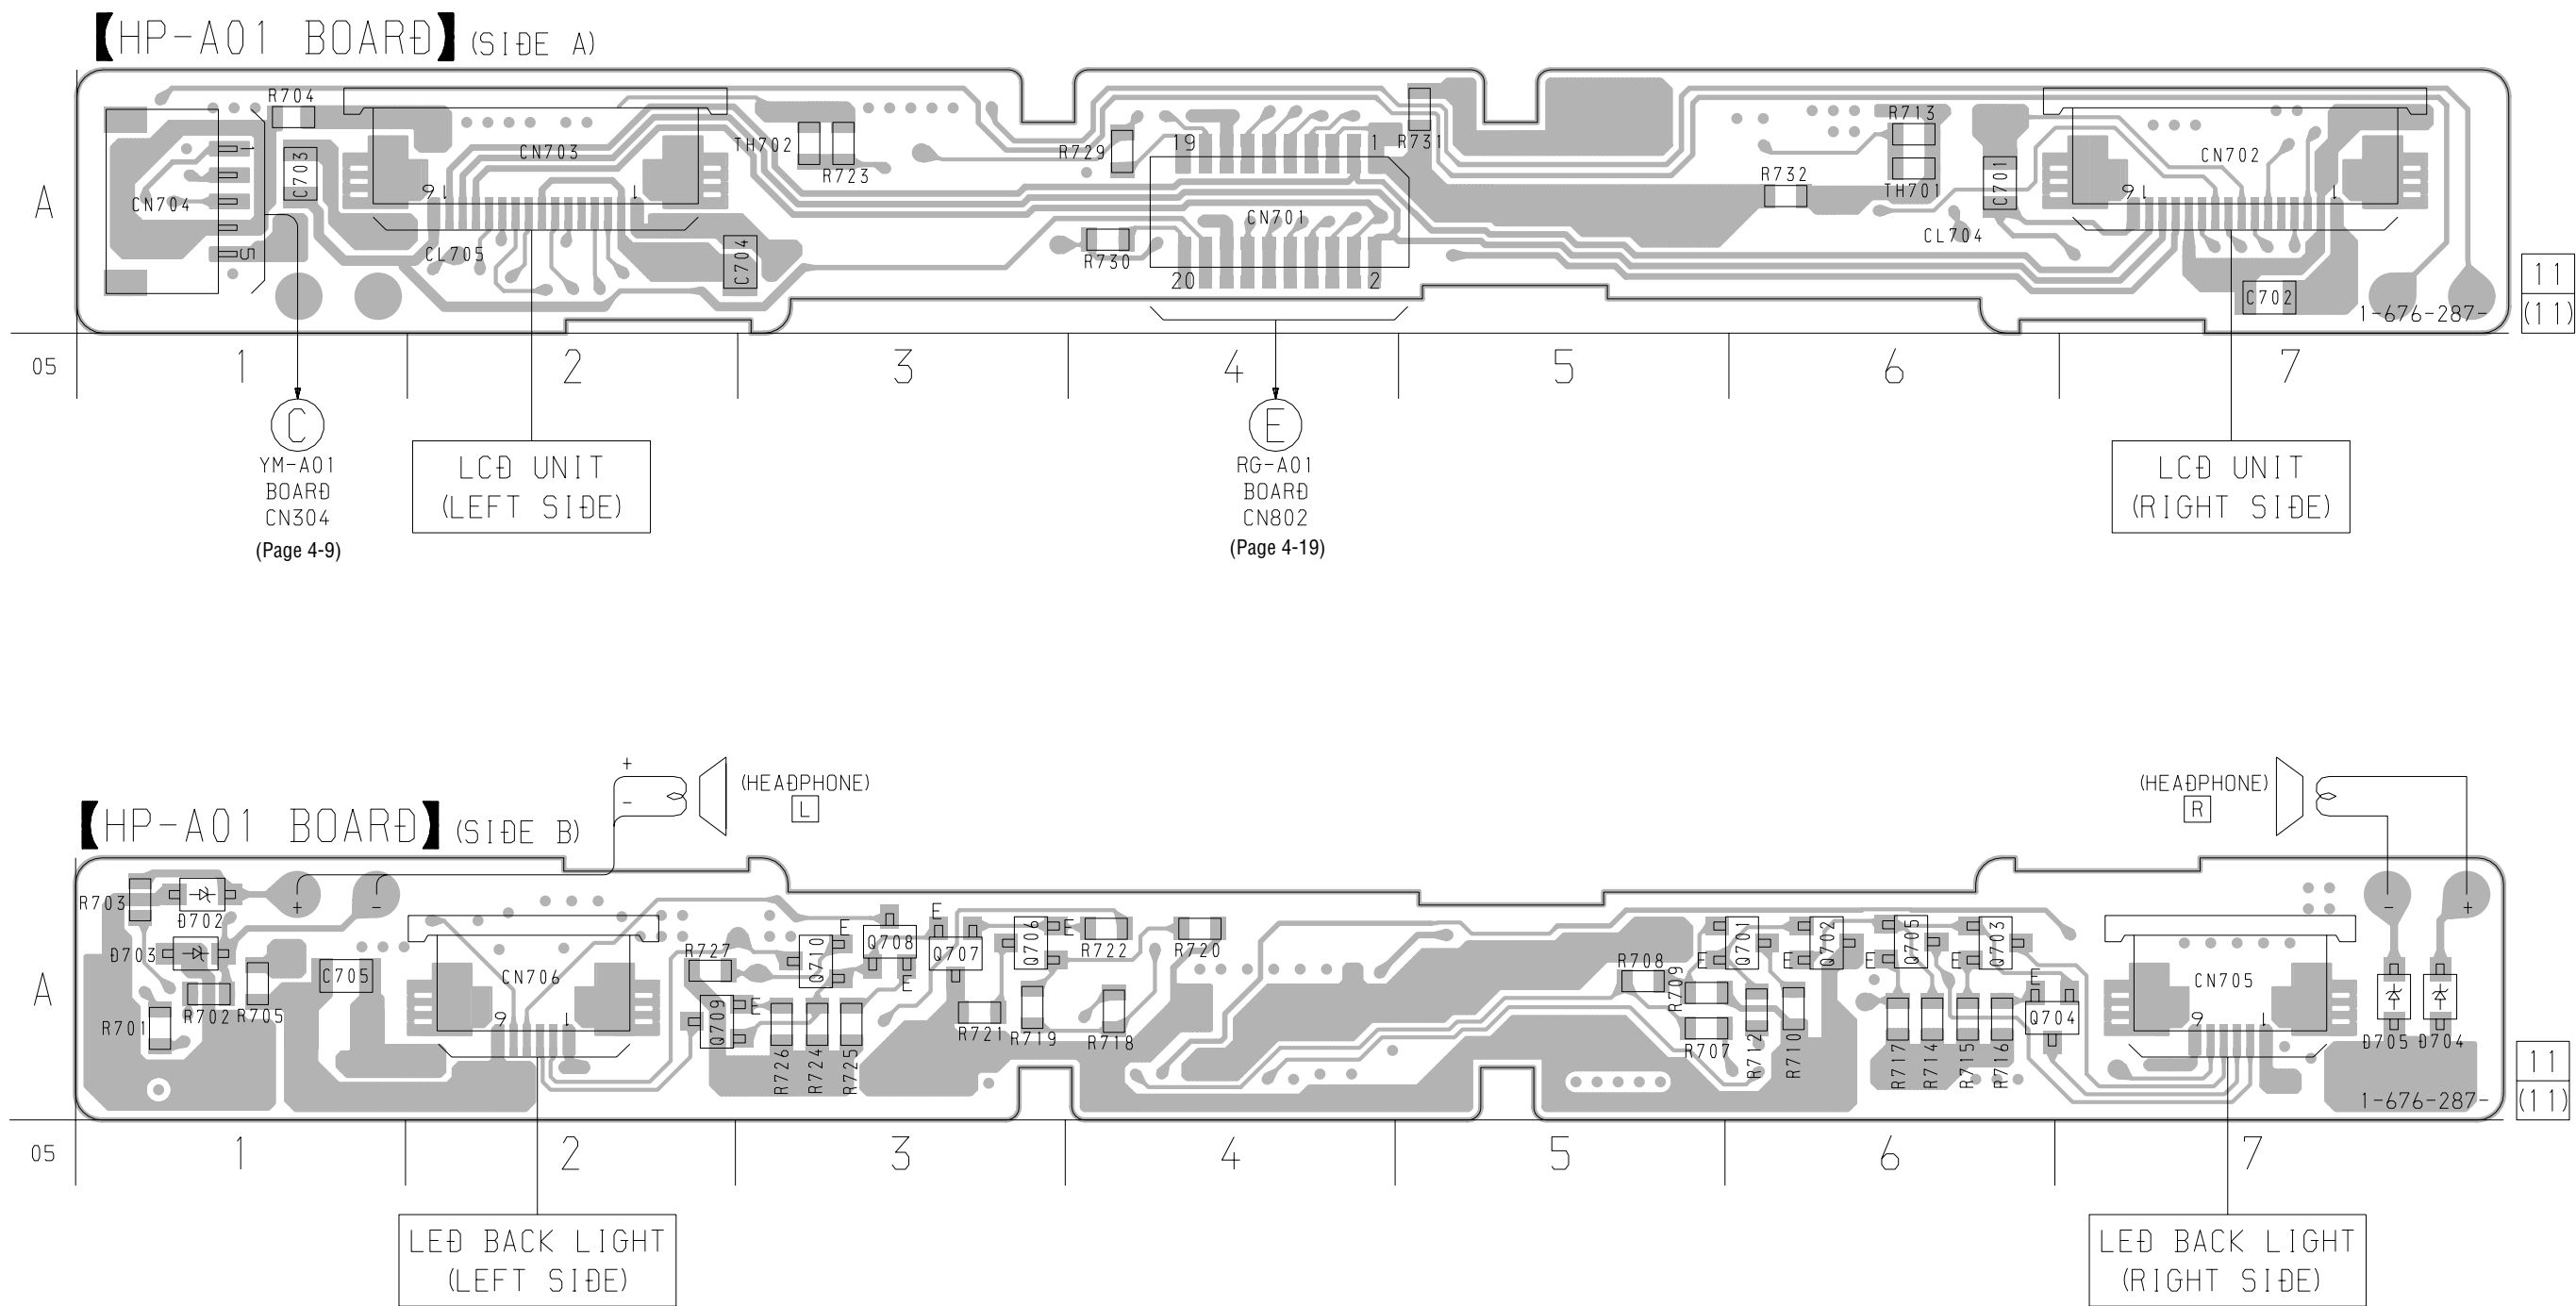 【HP-A01 BOARD】 (SIDE A)
R704
CN703
TH702
R723
R729
19
1
R731
R713
CN702
1
C703
CN704
16
1
CN701
R732
TH701
C701
16
1
A
5
CL705
C704
R730
20
2
CL704
C702
1-676-287-
11
(11)
05
1
2
3
4
5
6
7
C
YM-A01
BOARD
CN304
(Page 4-9)
LCD UNIT
(LEFT SIDE)
E
RG-A01
BOARD
CN802
(Page 4-19)
LCD UNIT
(RIGHT SIDE)
+
-
(HEADPHONE)
L
(HEADPHONE)
R
【HP-A01 BOARD】 (SIDE B)
R703
D702
+
-
D703
R701
R702
R705
C705
CN706
6
1
R727
Q709
E
Q710
E
Q708
E
E
Q707
Q706
E
R722
R720
R726
R724
R725
R721
R719
R718
R708
R709
R707
Q701
E
R712
R710
Q702
E
Q705
E
Q703
E
E
Q704
R717
R714
R715
R716
CN705
6
1
-
+
D705
D704
A
1-676-287-
11
(11)
05
1
2
3
4
5
6
7
LED BACK LIGHT
(LEFT SIDE)
LED BACK LIGHT
(RIGHT SIDE)